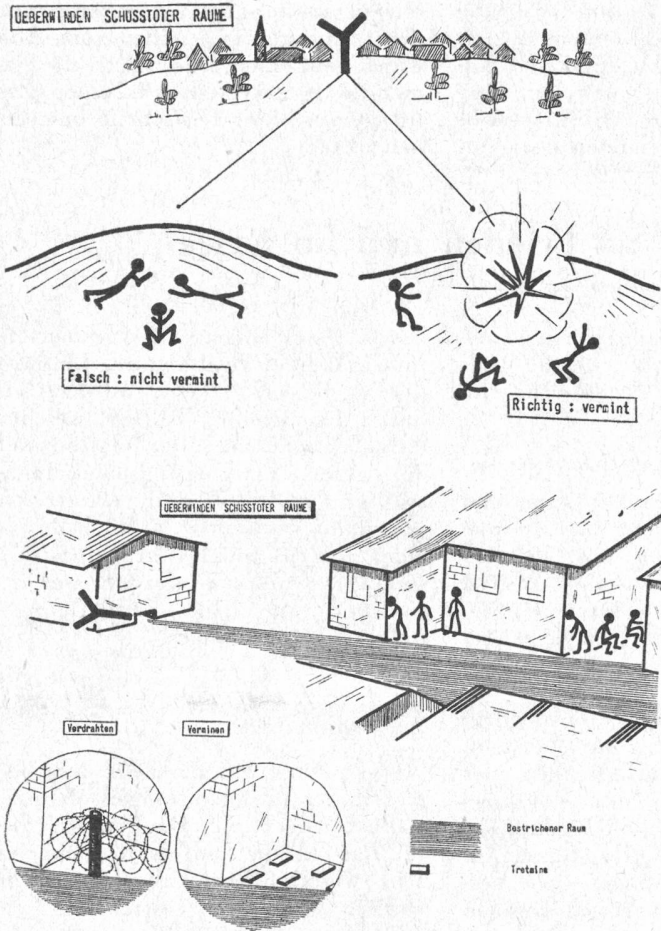 UEBERWINDEN SCHUSSTOTER RAUME
Falsch : nicht vermint
Richtig : vermint
UEBERWINDEN SCHUSSTOTER RAUME
Verdrahten
Verminen
Bestrichener Raum
Tretmine